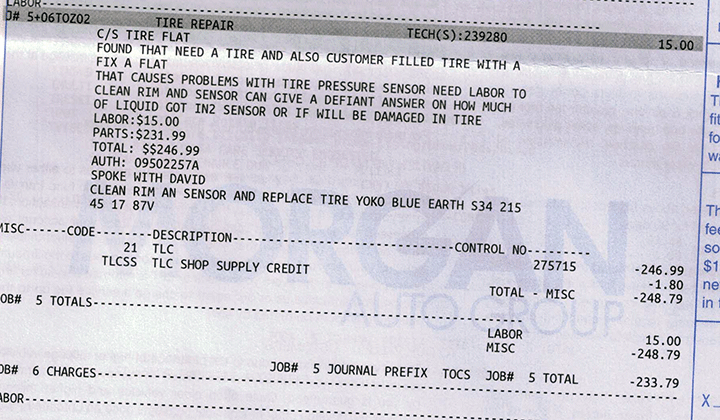 LABOR------------------------------
J# 5+06TOZ02 TIRE REPAIR TECH(S):239280 15.00
C/S TIRE FLAT
FOUND THAT NEED A TIRE AND ALSO CUSTOMER FILLED TIRE WITH A
FIX A FLAT
THAT CAUSES PROBLEMS WITH TIRE PRESSURE SENSOR NEED LABOR TO
CLEAN RIM AND SENSOR CAN GIVE A DEFIANT ANSWER ON HOW MUCH
OF LIQUID GOT IN2 SENSOR OR IF WILL BE DAMAGED IN TIRE
LABOR:$15.00
PARTS:$231.99
TOTAL: $$246.99
AUTH: O9502257A
SPOKE WITH DAVID
CLEAN RIM AN SENSOR AND REPLACE TIRE YOKO BLUE EARTH S34 215
45 17 87V
MORGAN
AUTO GROUP
MISC------CODE--------DESCRIPTION------------------------------CONTROL NO---------
21 TLC 275715 -246.99
TLCSS TLC SHOP SUPPLY CREDIT -1.80
TOTAL - MISC -248.79
JOB# 5 TOTALS------------------------------
LABOR 15.00
MISC -248.79
JOB# 5 JOURNAL PREFIX TOCS JOB# 5 TOTAL -233.79
JOB# 6 CHARGES------------------------------
LABOR------------------------------
X